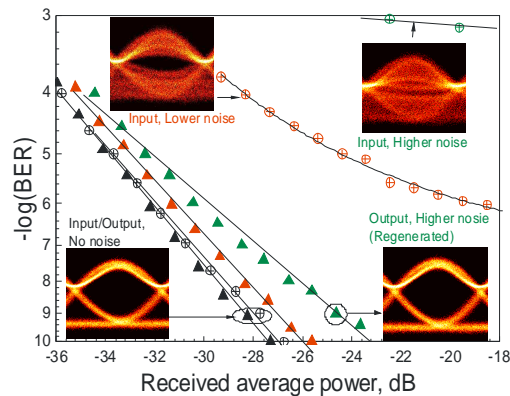 3
4
5
6
7
8
9
10
-log(BER)
Input, Lower noise
Input, Higher noise
Input/Output,
No noise
Output, Higher nosie
(Regenerated)
-36 -34 -32 -30 -28 -26 -24 -22 -20 -18
Received average power, dB